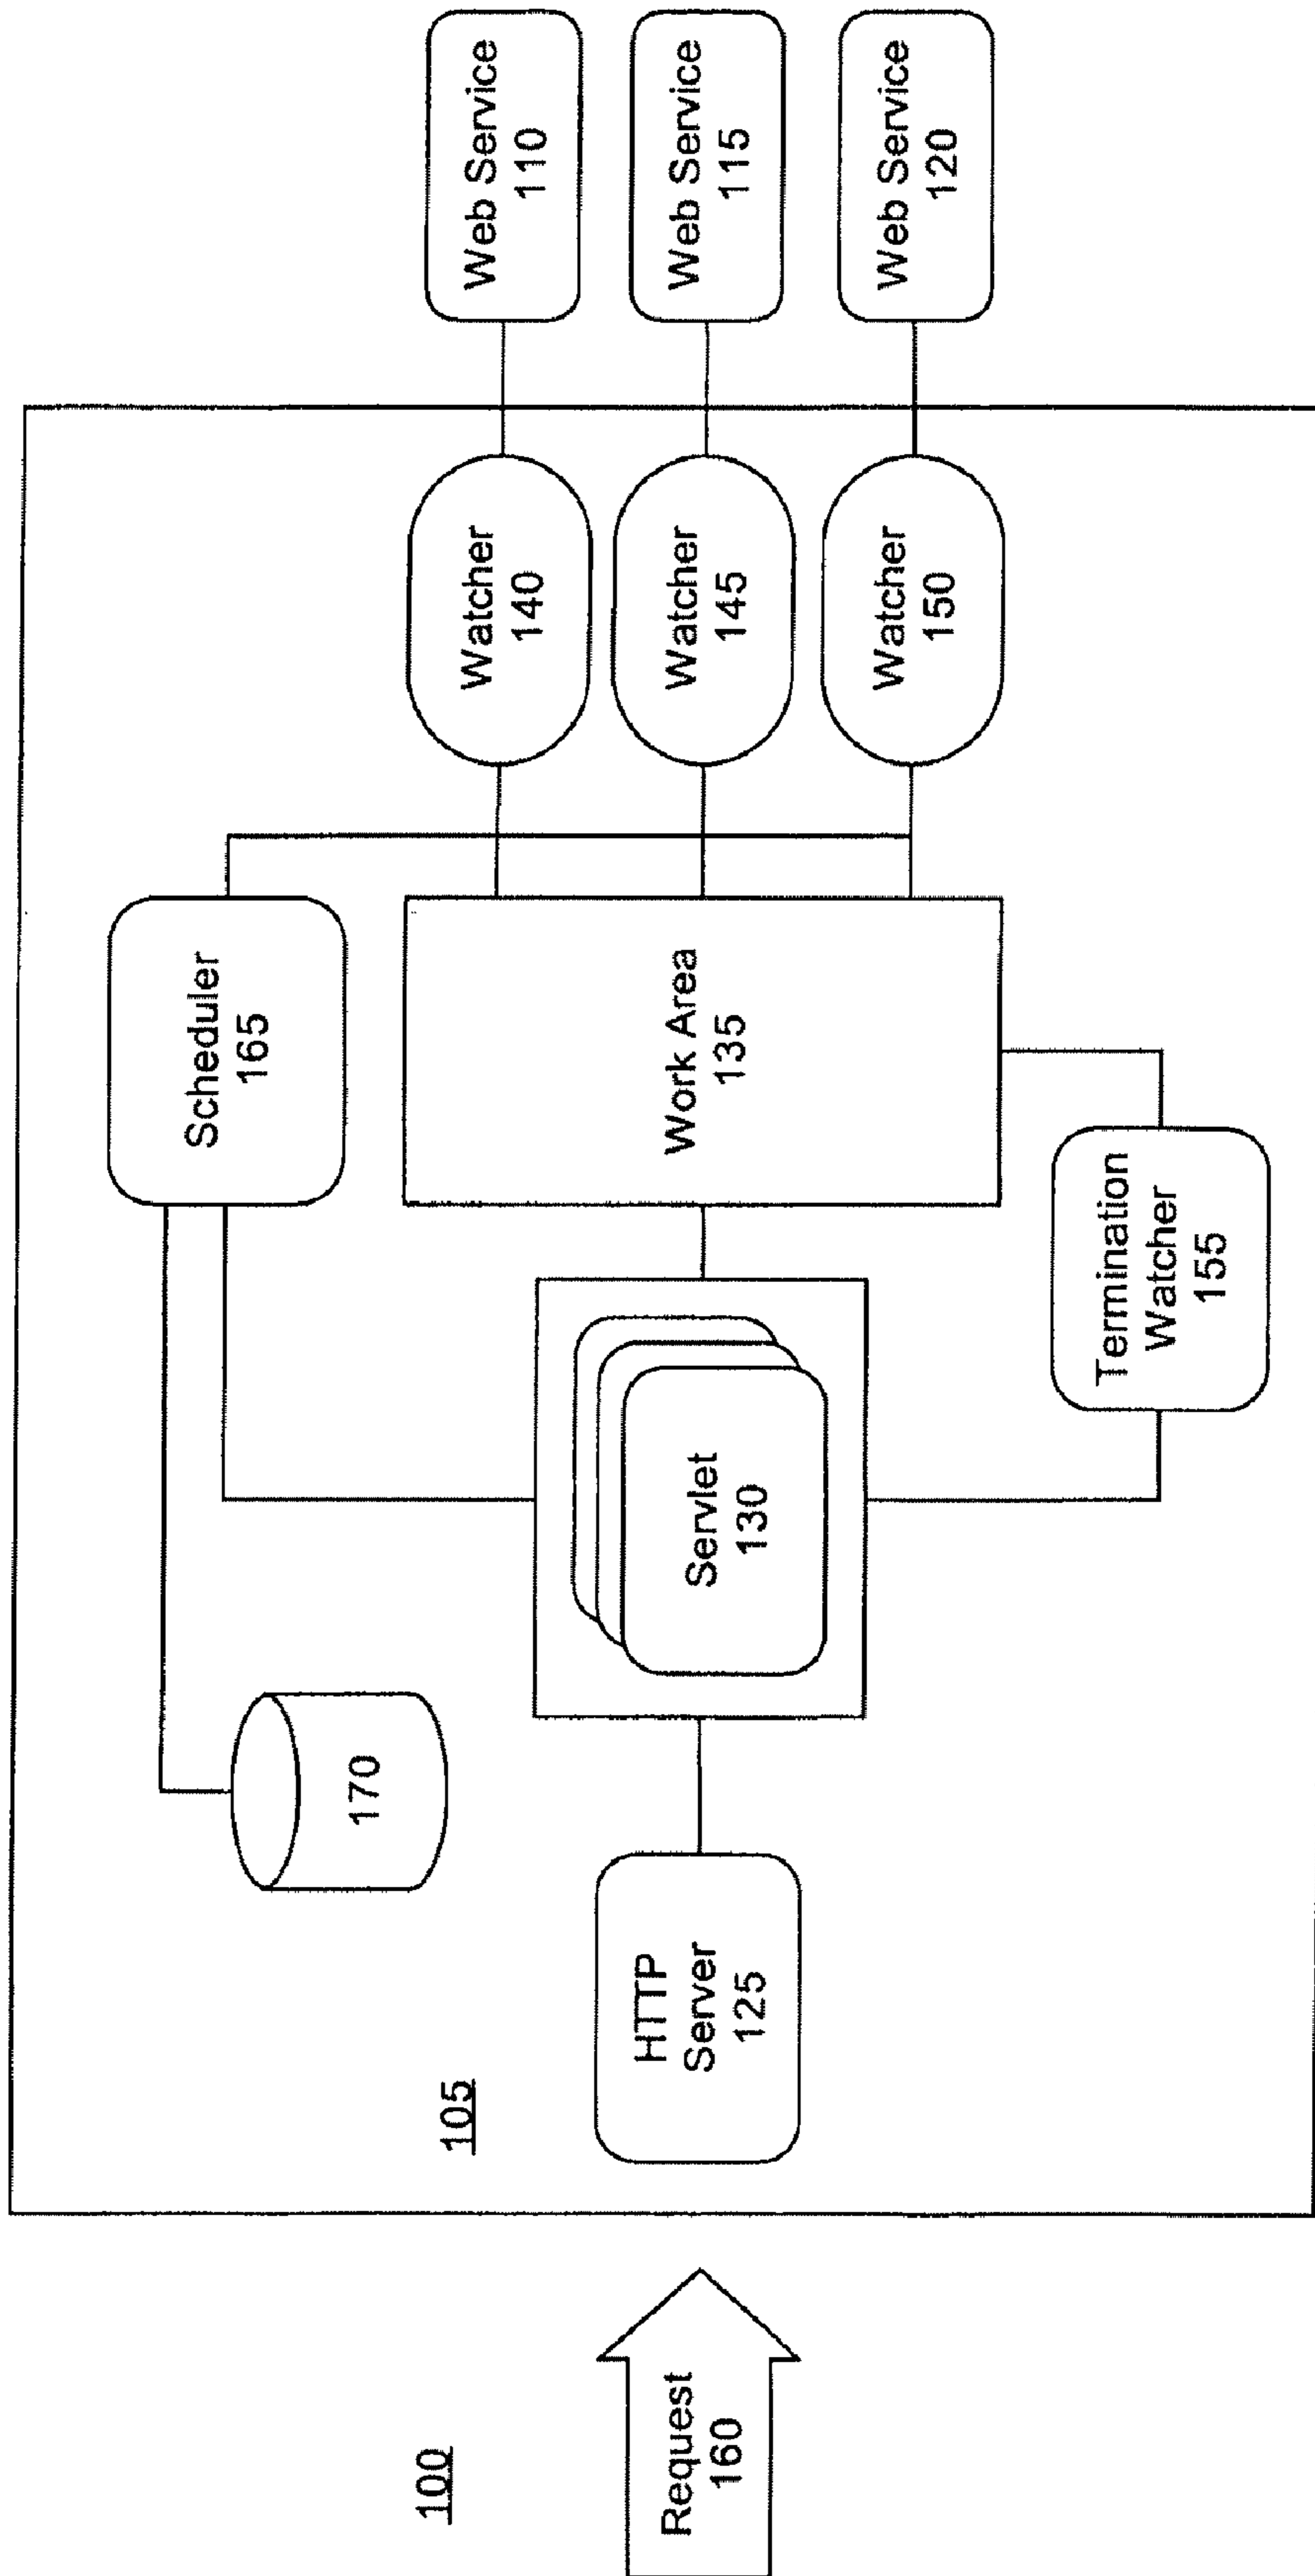 100
Request
160
105
HTTP
Server
125
170
Servlet
130
Scheduler
165
Work Area
135
Termination
Watcher
155
Watcher
140
Watcher
145
Watcher
150
Web Service
110
Web Service
115
Web Service
120